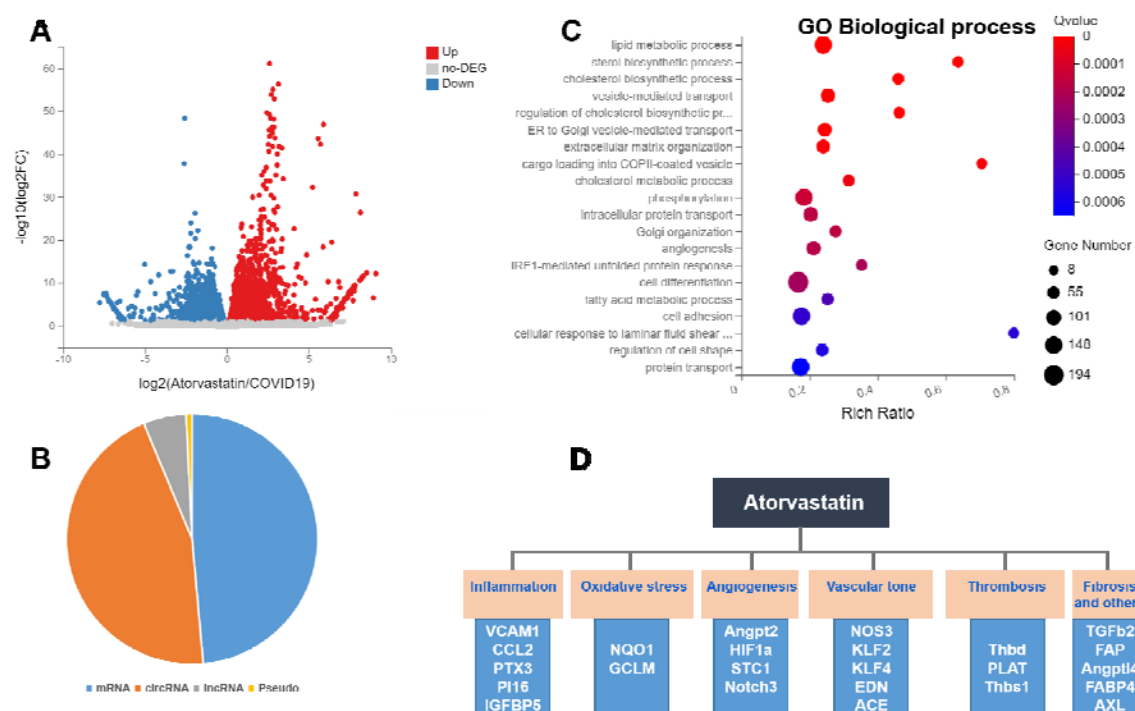 A
Up
no-DEG
Down
60
50
40
30
20
10
0
-10
-5
0
5
10
-log10(log2FC)
log2(Atorvastatin/COVID19)
B
mRNA
circRNA
lncRNA
Pseudo
C
GO Biological process
lipid metabolic process
sterol biosynthetic process
cholesterol biosynthetic process
vesicle-mediated transport
regulation of cholesterol biosynthetic pr...
ER to Golgi vesicle-mediated transport
extracellular matrix organization
cargo loading into COPII-coated vesicle
cholesterol metabolic process
phosphorylation
intracellular protein transport
Golgi organization
angiogenesis
IRE1-mediated unfolded protein response
cell differentiation
fatty acid metabolic process
cell adhesion
cellular response to laminar fluid shear ...
regulation of cell shape
protein transport
0
0.2
0.4
0.6
0.8
Rich Ratio
Qvalue
0
0.0001
0.0002
0.0003
0.0004
0.0005
0.0006
Gene Number
8
55
101
148
194
D
Atorvastatin
Inflammation
VCAM1
CCL2
PTX3
PI16
IGFBP5
Oxidative stress
NQO1
GCLM
Angiogenesis
Angpt2
HIF1a
STC1
Notch3
Vascular tone
NOS3
KLF2
KLF4
EDN
ACE
Thrombosis
Thbd
PLAT
Thbs1
Fibrosis
and other
TGFb2
FAP
Angptl4
FABP4
AXL